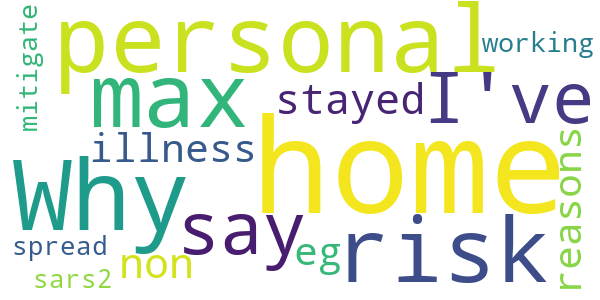 mitigate
personal
working
max
stayed
I've
illness
home
reasons
Why
say
risk
spread
non
eg
sars2